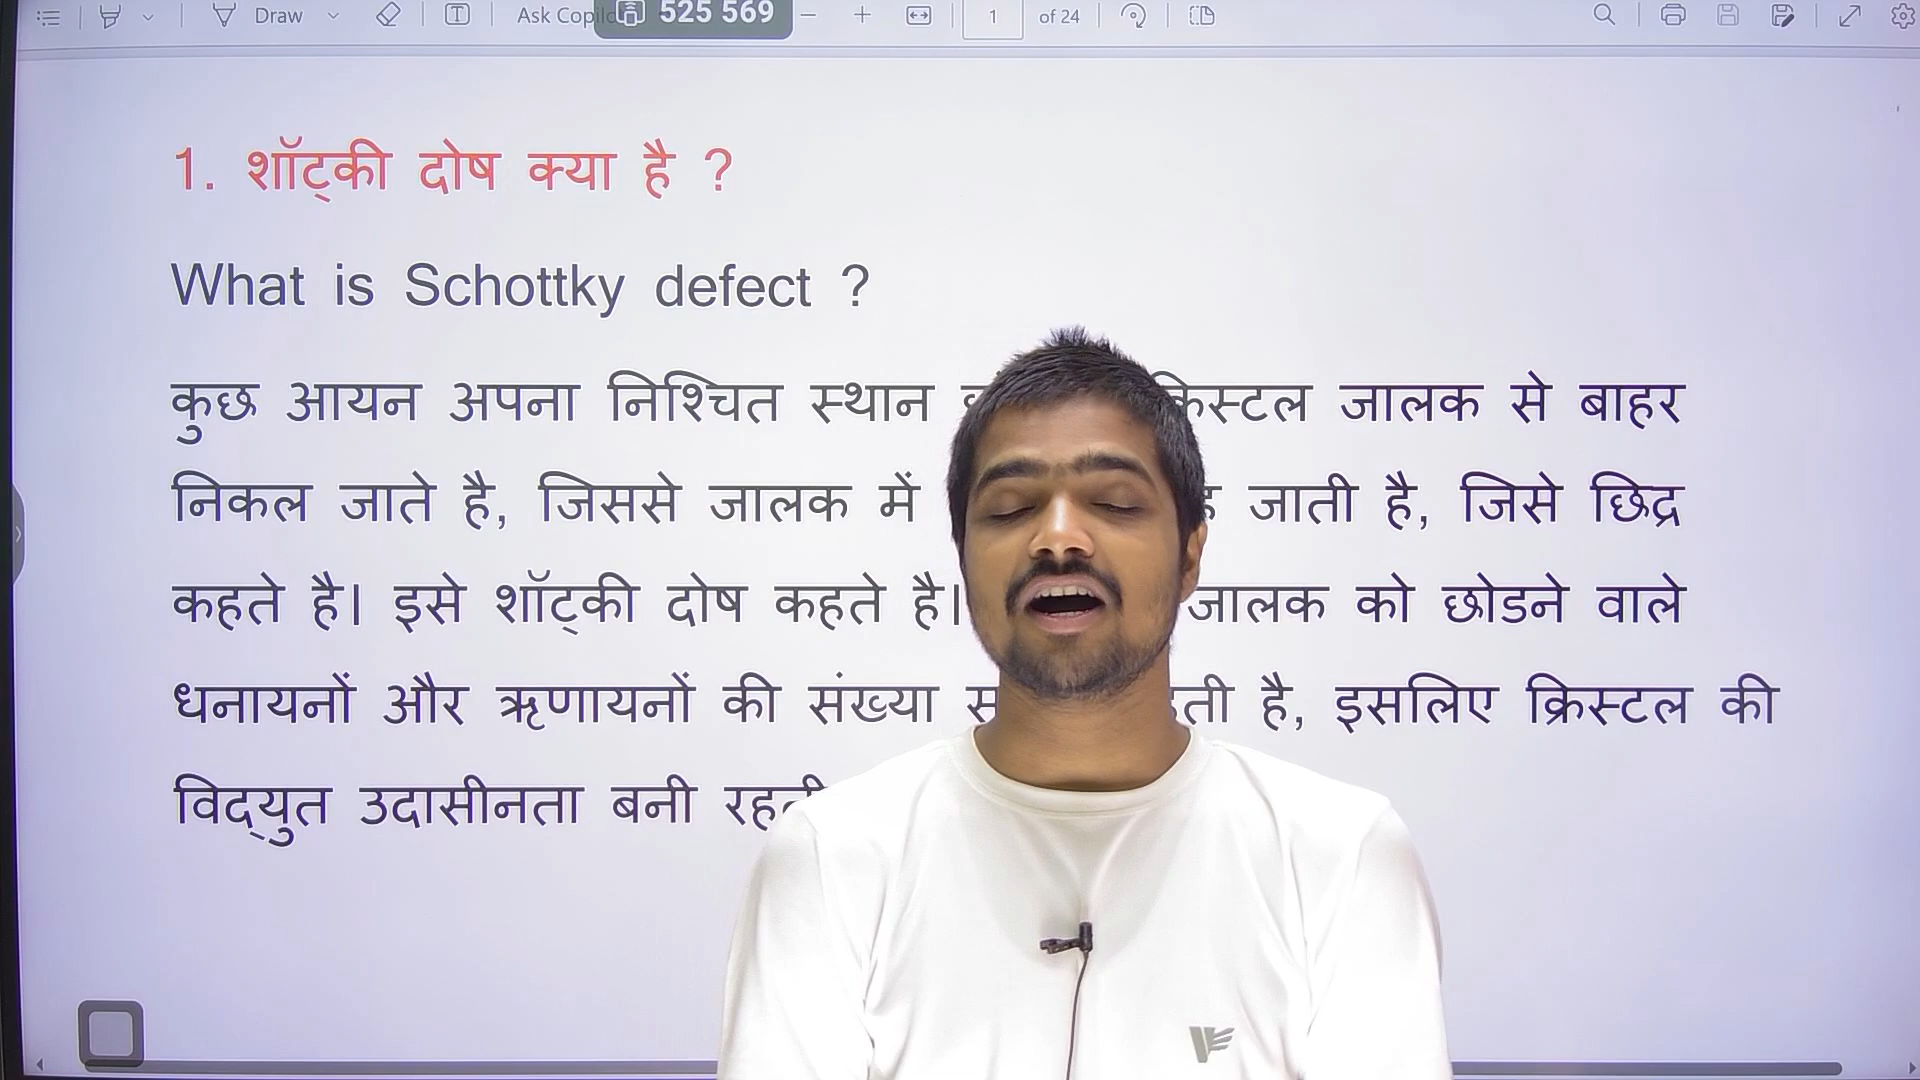 Draw Ask Copil 525 569 1 of 24
1. शॉट्की दोष क्या है ?
What is Schottky defect ?
कुछ आयन अपना निश्चित स्थान जालक से बाहर
निकल जाते है, जिससे जालक में जाती है, जिसे छिद्र
कहते है। इसे शॉट्की दोष कहते है। जालक को छोडने वाले
धनायनों और ऋणायनों की संख्या है, इसलिए क्रिस्टल की
विद्युत उदासीनता बनी